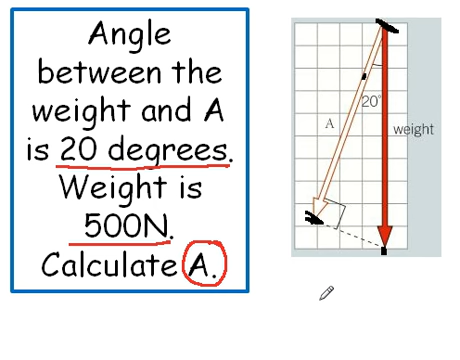 Angle
between the
weight and A
is 20 degrees.
Weight is
500N.
Calculate A.
20°
A
weight